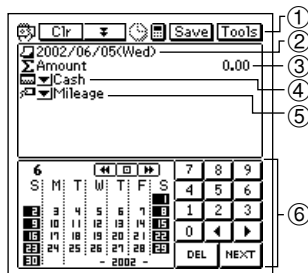 Clr Save Tools ①
2002/06/05(Wed) ②
Amount 0.00 ③
Cash ④
Mileage ⑤
6 7 8 9
S M T W T F S 4 5 6
1 1 2 3
2 3 4 5 6 7 8 0
9 10 11 12 13 14 15
16 17 18 19 20 21 22 DEL NEXT
23 24 25 26 27 28 29
30 - 2002 -
⑥